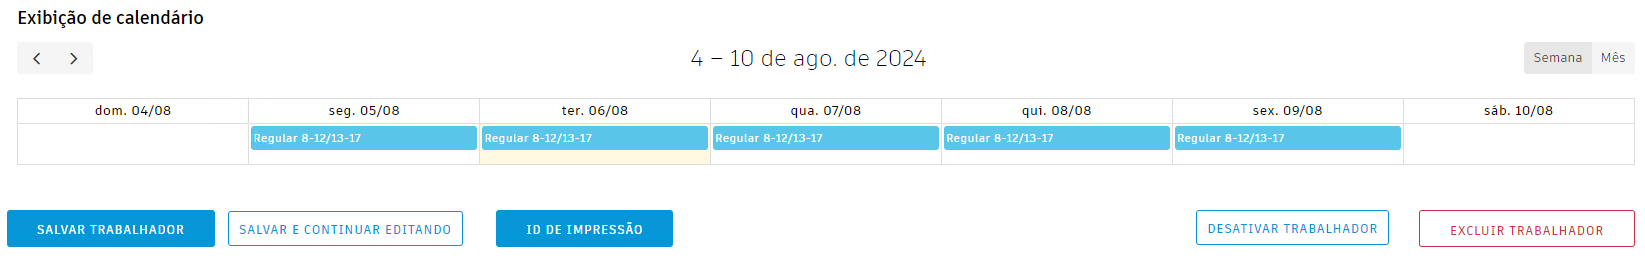 Exibição de calendário
4 – 10 de ago. de 2024
Semana Mês
dom. 04/08 seg. 05/08 ter. 06/08 qua. 07/08 qui. 08/08 sex. 09/08 sáb. 10/08
Regular 8-12/13-17 Regular 8-12/13-17 Regular 8-12/13-17 Regular 8-12/13-17 Regular 8-12/13-17
SALVAR TRABALHADOR SALVAR E CONTINUAR EDITANDO ID DE IMPRESSÃO DESATIVAR TRABALHADOR EXCLUIR TRABALHADOR